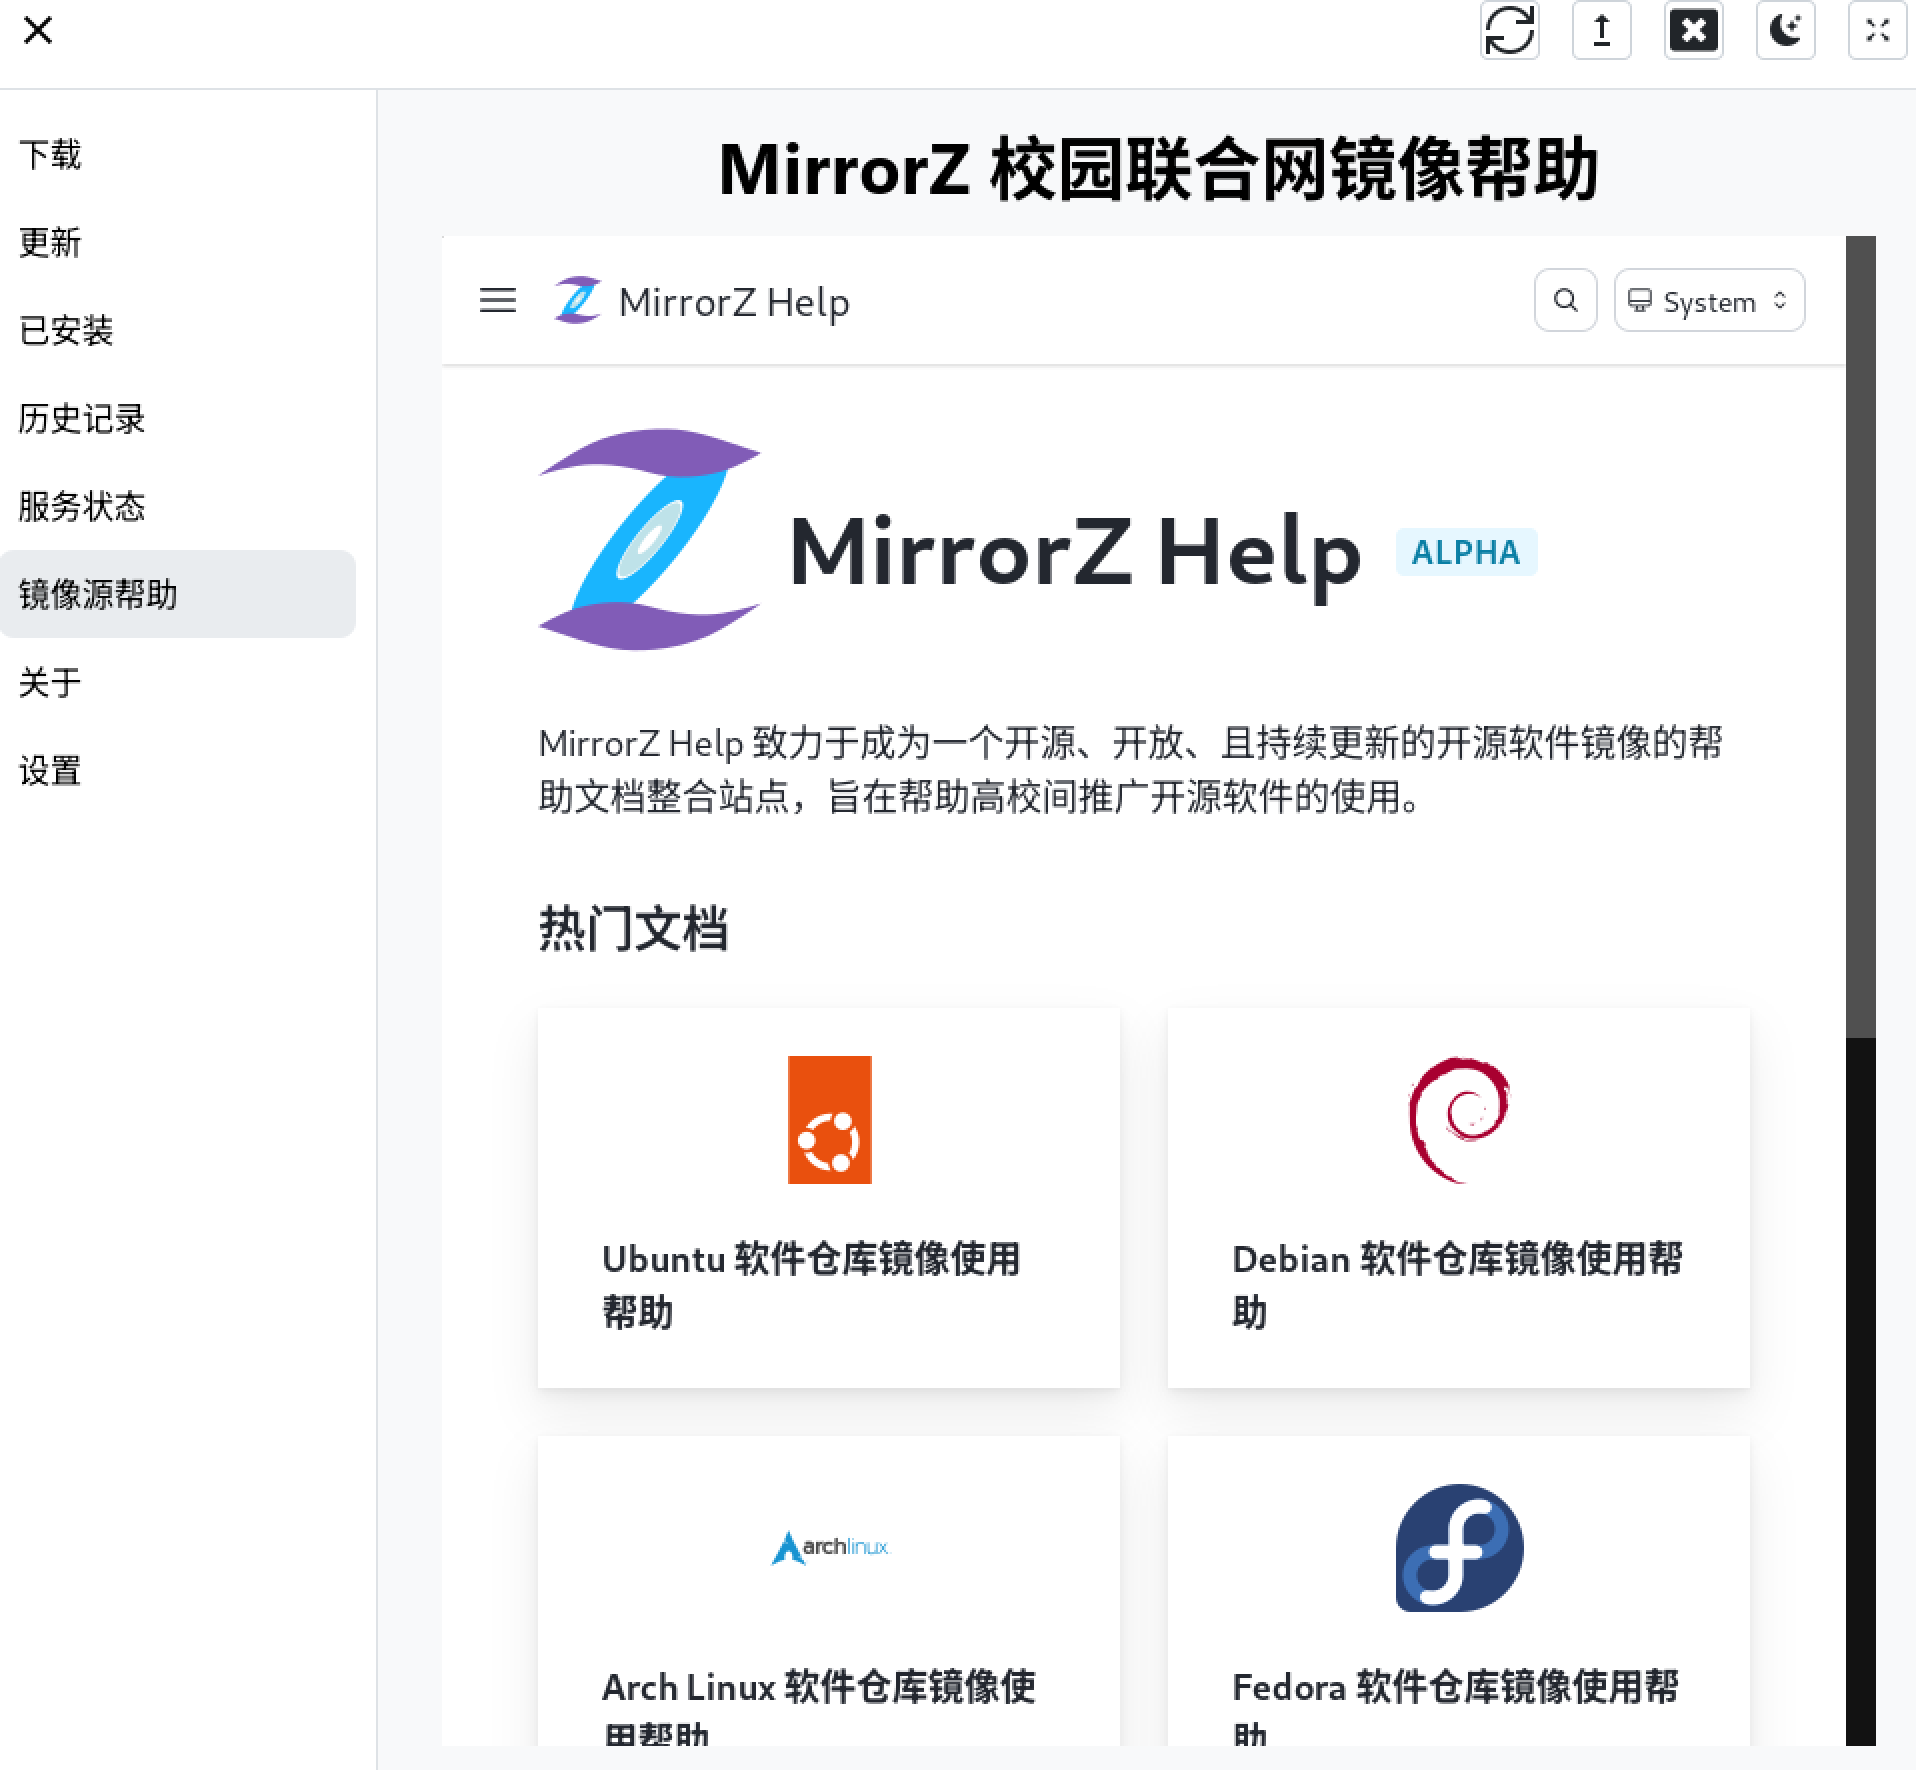 下载
更新
已安装
历史记录
服务状态
镜像源帮助
关于
设置
MirrorZ 校园联合网镜像帮助
MirrorZ Help
System
MirrorZ Help ALPHA
MirrorZ Help 致力于成为一个开源、开放、且持续更新的开源软件镜像的帮
助文档整合站点，旨在帮助高校间推广开源软件的使用。
热门文档
Ubuntu 软件仓库镜像使用
帮助
Debian 软件仓库镜像使用帮
助
archlinux
Arch Linux 软件仓库镜像使
用帮助
Fedora 软件仓库镜像使用帮
助